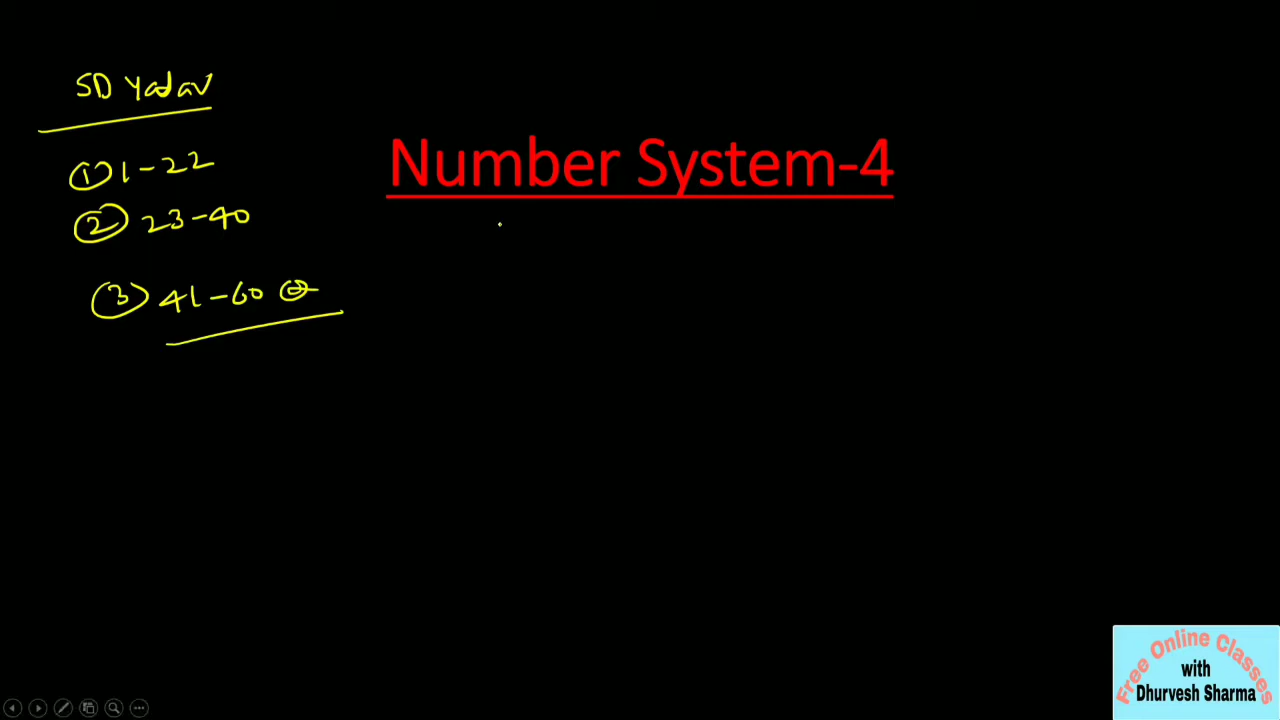 SD Yadav
① 1-22
② 23-40
③ 41-60
Number System-4
Free Online Classes
with
Dhurvesh Sharma